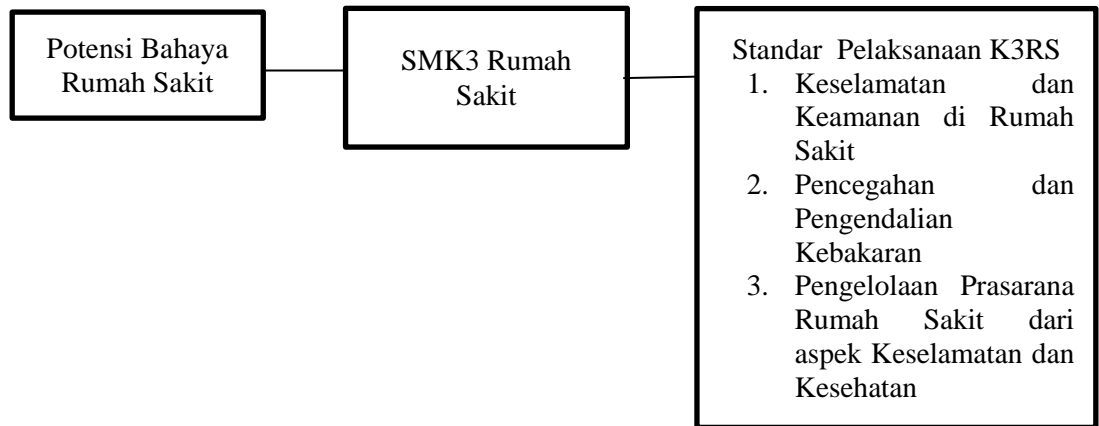 Potensi Bahaya
Rumah Sakit
SMK3 Rumah
Sakit
Standar Pelaksanaan K3RS
1. Keselamatan dan
Keamanan di Rumah
Sakit
2. Pencegahan dan
Pengendalian
Kebakaran
3. Pengelolaan Prasarana
Rumah Sakit dari
aspek Keselamatan dan
Kesehatan